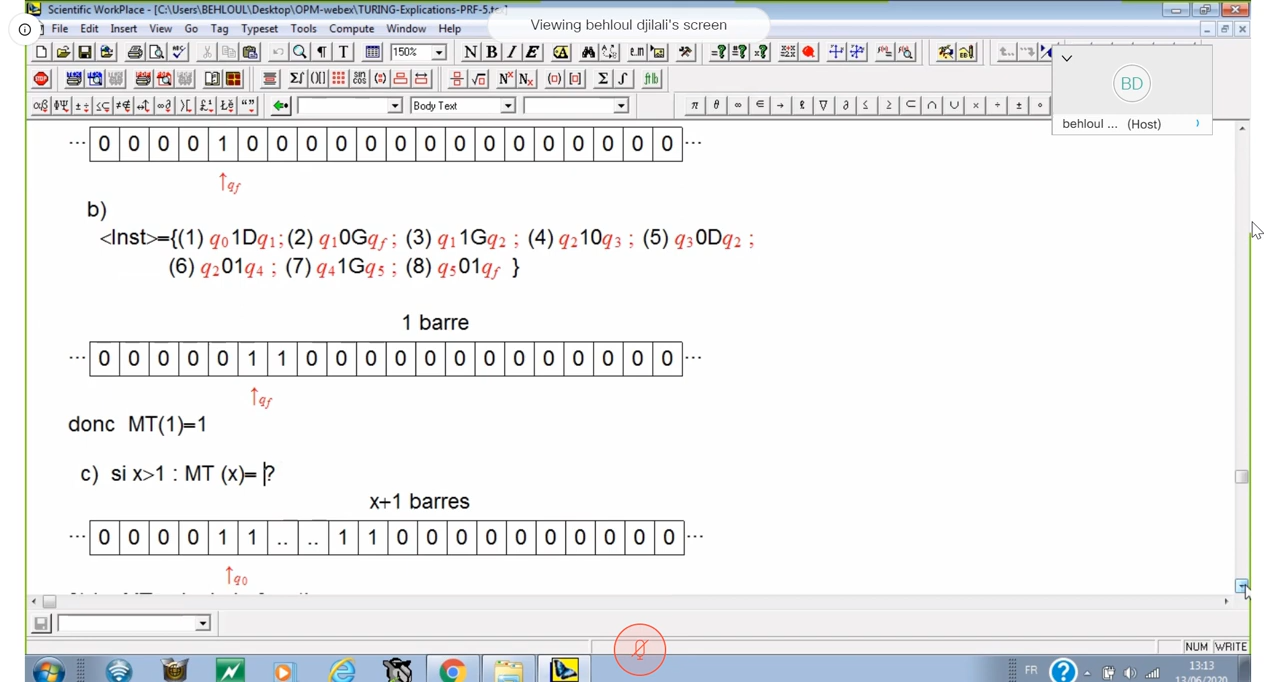 Scientific WorkPlace - [C:\Users\BEHLOUL\Desktop\OPM-webex\TURING-Explications-PRF-5.te
Viewing behloul djilali's screen
File Edit Insert View Go Tag Typeset Tools Compute Window Help
150%
Body Text
BD
behloul ... (Host)
... 0 0 0 0 1 0 0 0 0 0 0 0 0 0 0 0 0 0 0 0 ...
↑qf
b)
<Inst>={(1) q01Dq1; (2) q10Gqf ; (3) q11Gq2 ; (4) q210q3 ; (5) q30Dq2 ;
(6) q201q4 ; (7) q41Gq5 ; (8) q501qf }
1 barre
... 0 0 0 0 0 1 1 0 0 0 0 0 0 0 0 0 0 0 0 0 ...
↑qf
donc MT(1)=1
c) si x>1 : MT (x)= ?
x+1 barres
... 0 0 0 0 1 1 .. .. 1 1 0 0 0 0 0 0 0 0 0 0 ...
↑q0
NUM WRITE
FR
13:13
13/06/2020